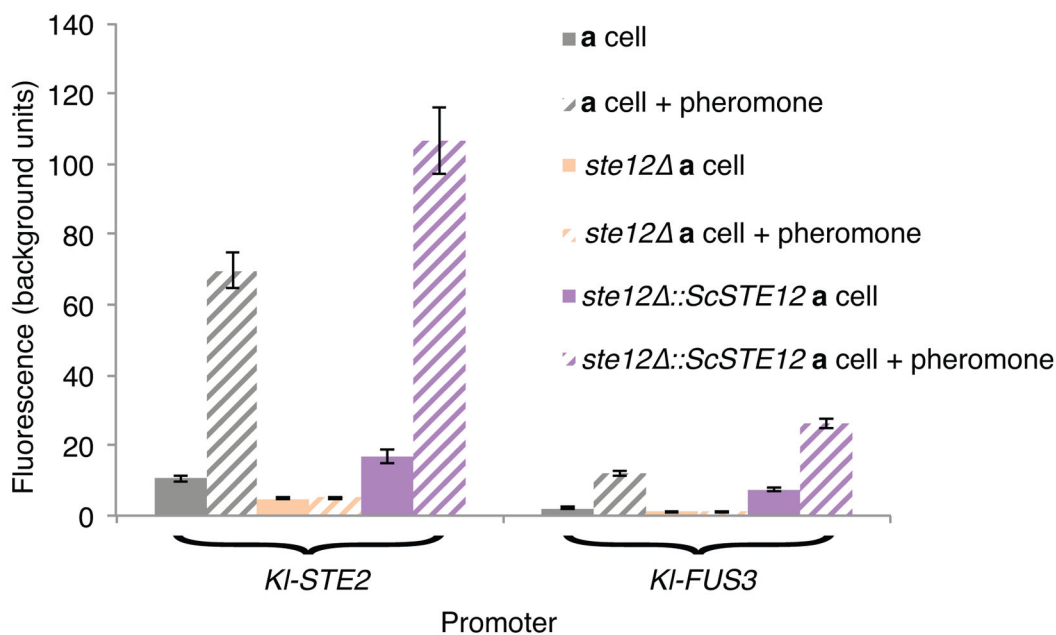 140
120
100
80
60
40
20
0
Fluorescence (background units)
a cell
a cell + pheromone
ste12Δ a cell
ste12Δ a cell + pheromone
ste12Δ::ScSTE12 a cell
ste12Δ::ScSTE12 a cell + pheromone
Kl-STE2
Kl-FUS3
Promoter